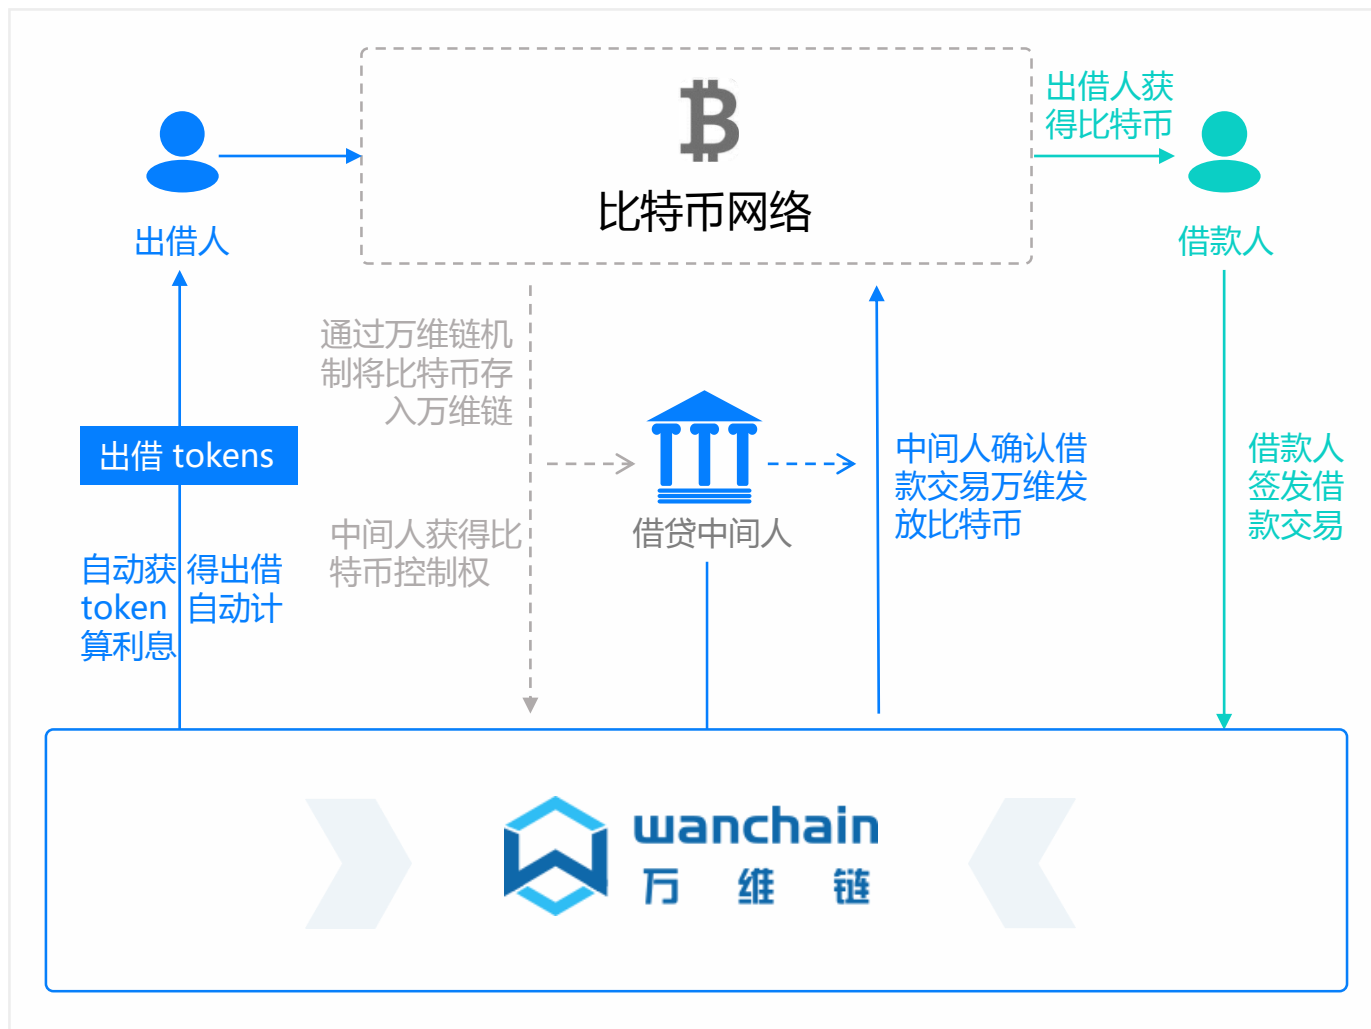 比特币网络
出借人获
得比特币
出借人
借款人
通过万维链机
制将比特币存
入万维链
出借 tokens
中间人确认借
款交易万维发
放比特币
借款人
签发借
款交易
中间人获得比
特币控制权
借贷中间人
自动获得出借
token 自动计
算利息
wanchain
万维链